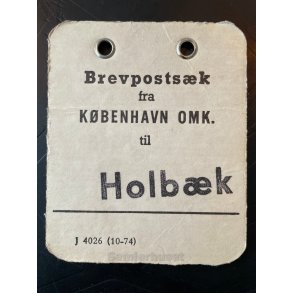 Brevpostsæk
fra
KØBENHAVN OMK.
til
Holbæk
J 4026 (10-74)